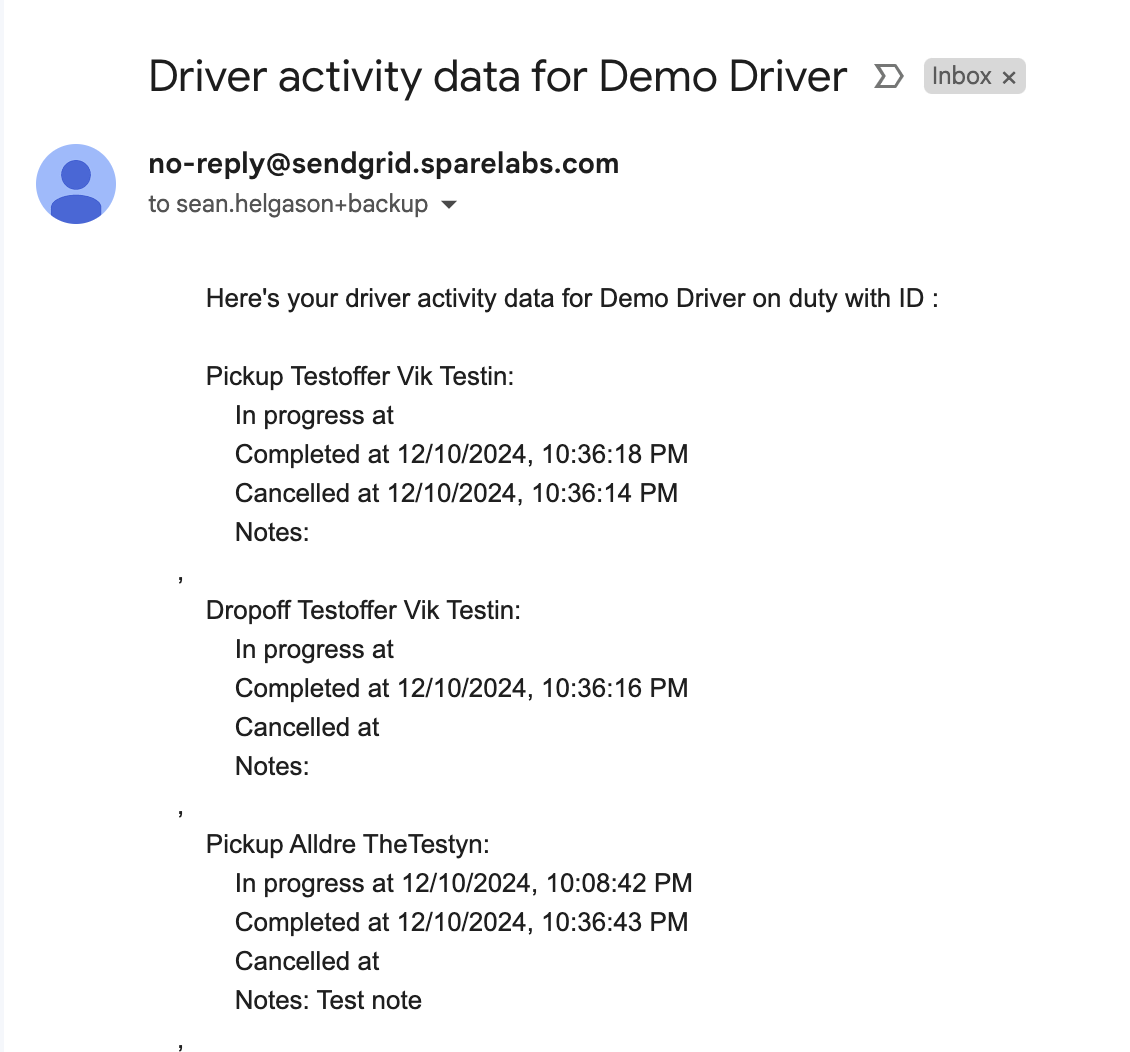 Driver activity data for Demo Driver
Inbox ×
no-reply@sendgrid.sparelabs.com
to sean.helgason+backup
Here's your driver activity data for Demo Driver on duty with ID :
Pickup Testoffer Vik Testin:
In progress at
Completed at 12/10/2024, 10:36:18 PM
Cancelled at 12/10/2024, 10:36:14 PM
Notes:
,
Dropoff Testoffer Vik Testin:
In progress at
Completed at 12/10/2024, 10:36:16 PM
Cancelled at
Notes:
,
Pickup Alldre TheTestyn:
In progress at 12/10/2024, 10:08:42 PM
Completed at 12/10/2024, 10:36:43 PM
Cancelled at
Notes: Test note
,